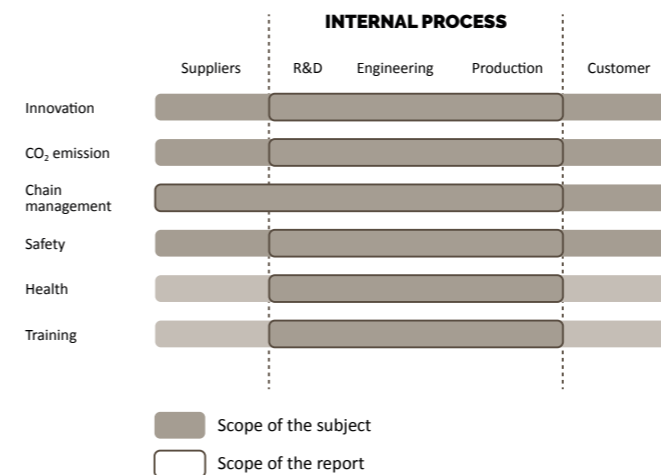 INTERNAL PROCESS
Suppliers R&D Engineering Production Customer
Innovation
CO₂ emission
Chain
management
Safety
Health
Training
Scope of the subject
Scope of the report